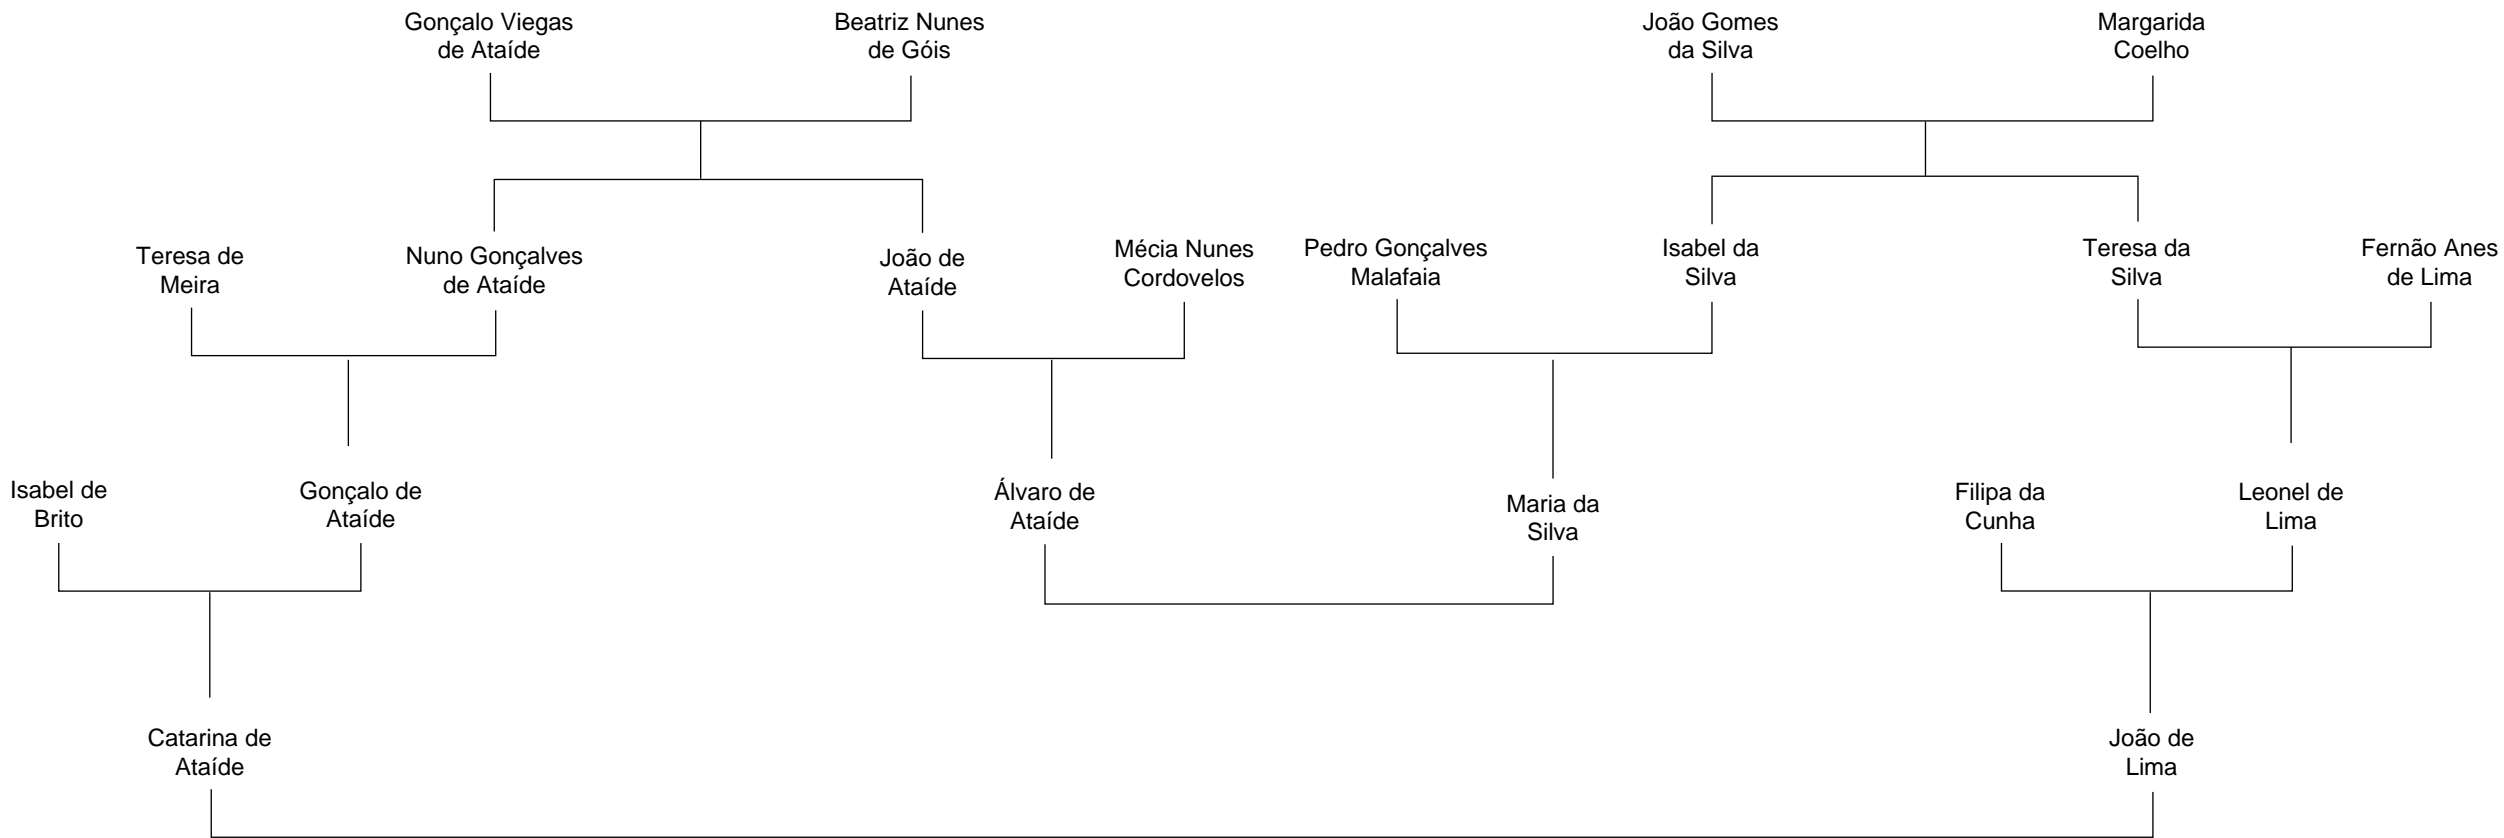 Gonçalo Viegas
de Ataíde
Beatriz Nunes
de Góis
João Gomes
da Silva
Margarida
Coelho
Teresa de
Meira
Nuno Gonçalves
de Ataíde
João de
Ataíde
Mécia Nunes
Cordovelos
Pedro Gonçalves
Malafaia
Isabel da
Silva
Teresa da
Silva
Fernão Anes
de Lima
Isabel de
Brito
Gonçalo de
Ataíde
Álvaro de
Ataíde
Maria da
Silva
Filipa da
Cunha
Leonel de
Lima
Catarina de
Ataíde
João de
Lima